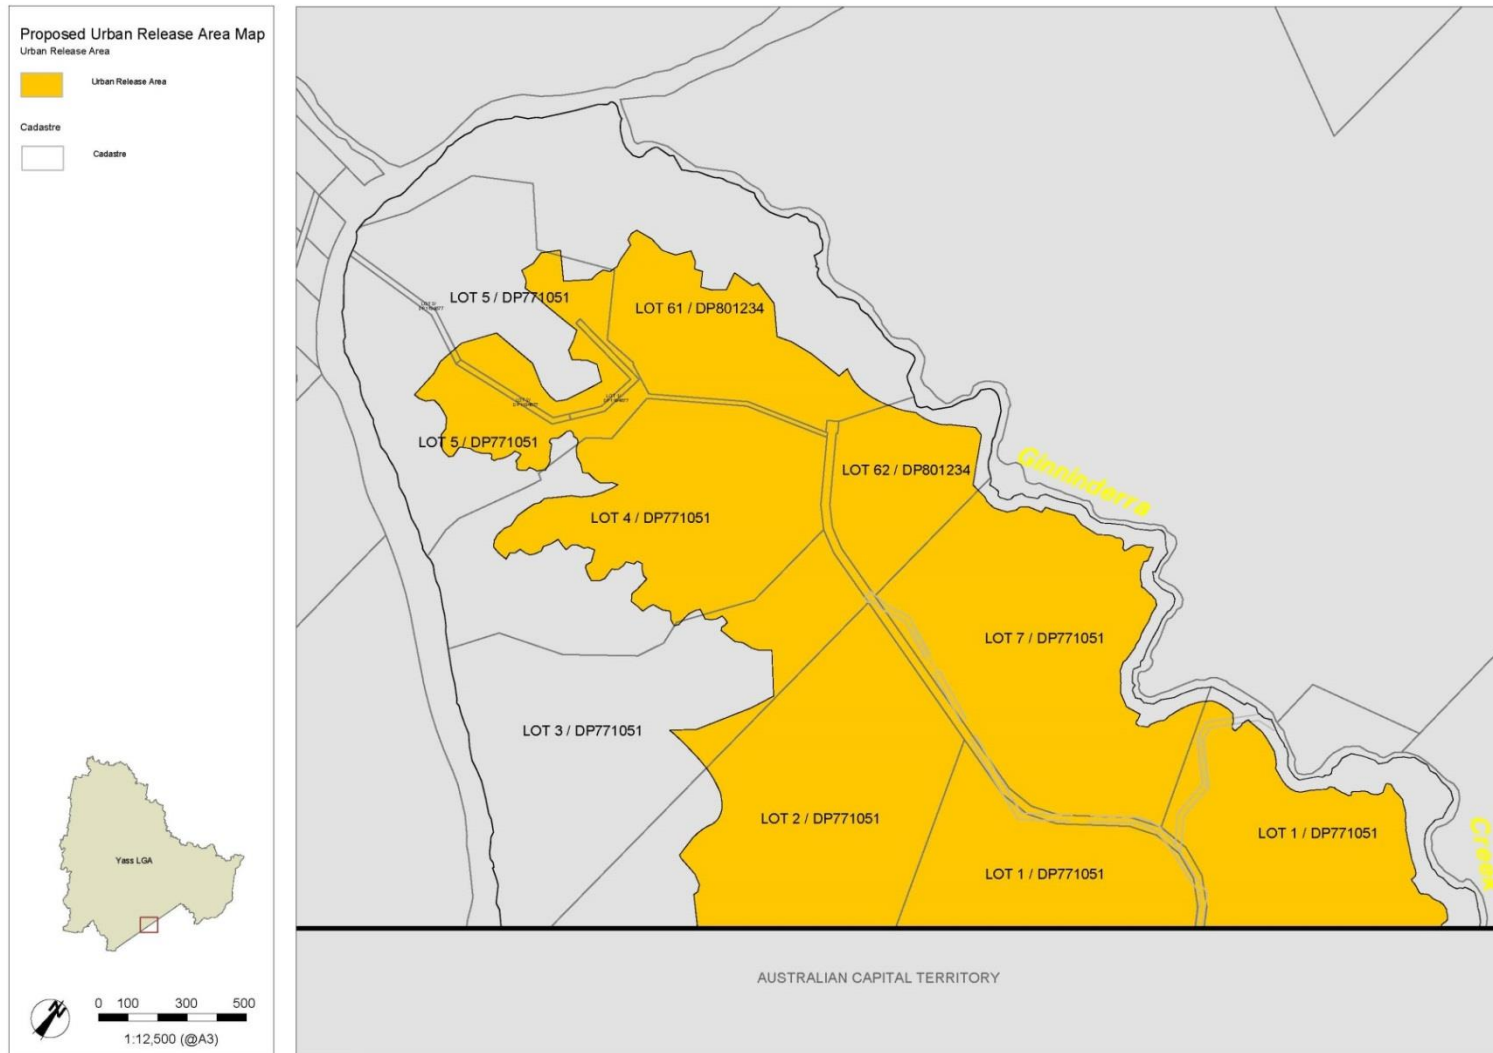 Proposed Urban Release Area Map
Urban Release Area
Urban Release Area
Cadastre
Cadastre
LOT 5 / DP771051
LOT 61 / DP801234
LOT 5 / DP771051
LOT 62 / DP801234
LOT 4 / DP771051
Ginninderra
LOT 7 / DP771051
LOT 3 / DP771051
LOT 2 / DP771051
LOT 1 / DP771051
LOT 1 / DP771051
Creek
Yass LGA
AUSTRALIAN CAPITAL TERRITORY
N
0 100 300 500
1:12,500 (@A3)